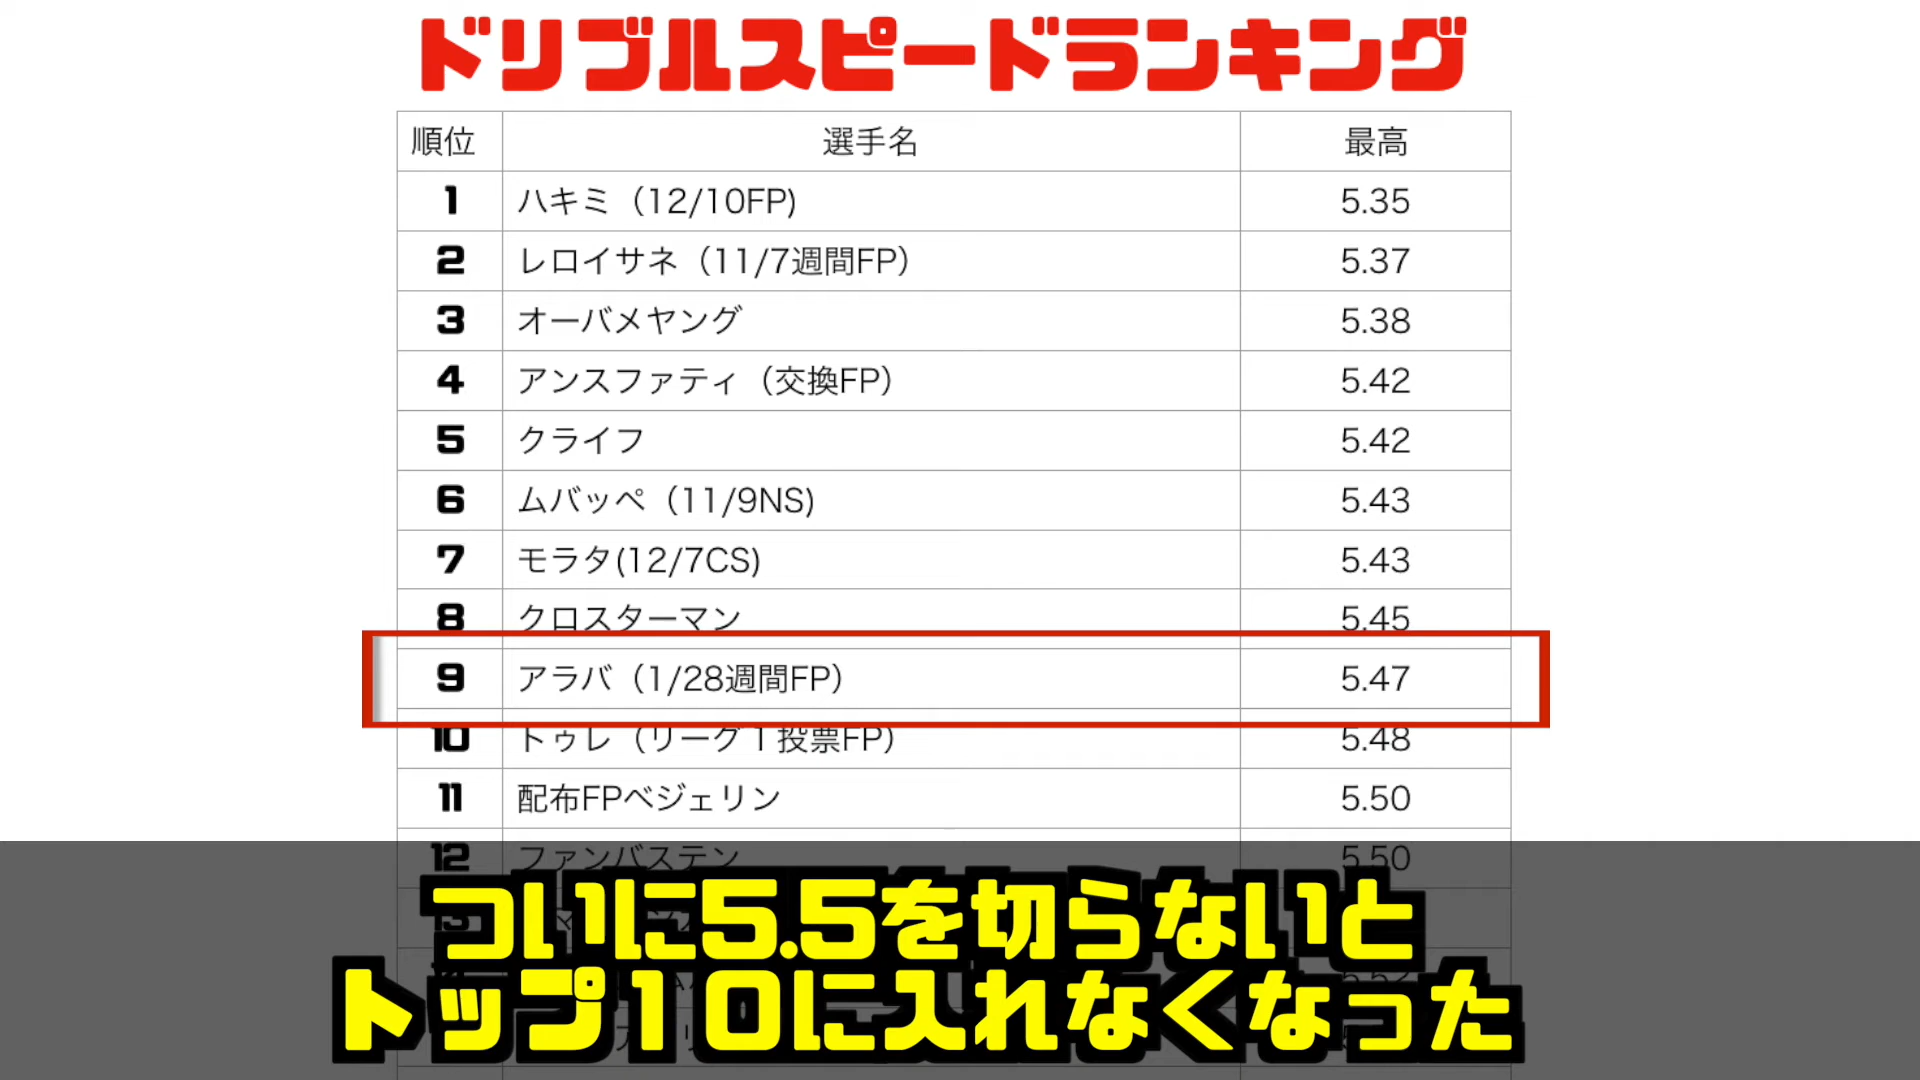 ドリブルスピードランキング
順位 選手名 最高
1 ハキミ（12/10FP) 5.35
2 レロイサネ（11/7週間FP） 5.37
3 オーバメヤング 5.38
4 アンスファティ（交換FP） 5.42
5 クライフ 5.42
6 ムバッペ（11/9NS) 5.43
7 モラタ(12/7CS) 5.43
8 クロスターマン 5.45
9 アラバ（1/28週間FP） 5.47
10 トゥレ（リーグ１投票FP） 5.48
11 配布FPベジェリン 5.50
12 ファンバステン 5.50
ついに5.5を切らないと
トップ１０に入れなくなった